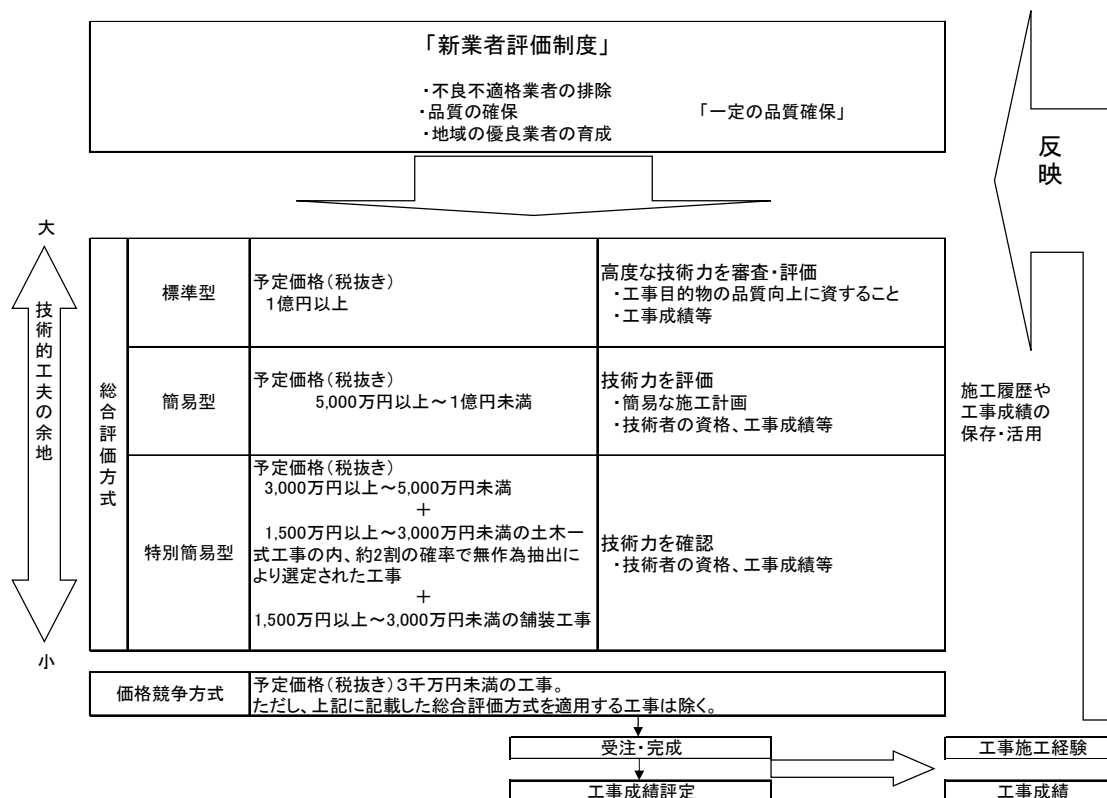 「新業者評価制度」
・不良不適格業者の排除
・品質の確保 「一定の品質確保」
・地域の優良業者の育成
反映
大
技術的工夫の余地
小
総合評価方式
標準型
予定価格（税抜き）
１億円以上
高度な技術力を審査・評価
・工事目的物の品質向上に資すること
・工事成績等
簡易型
予定価格（税抜き）
5,000万円以上～１億円未満
技術力を評価
・簡易な施工計画
・技術者の資格、工事成績等
特別簡易型
予定価格（税抜き）
3,000万円以上～5,000万円未満
＋
1,500万円以上～3,000万円未満の土木一
式工事の内、約2割の確率で無作為抽出に
より選定された工事
＋
1,500万円以上～3,000万円未満の舗装工事
技術力を確認
・技術者の資格、工事成績等
施工履歴や
工事成績の
保存・活用
価格競争方式
予定価格（税抜き）３千万円未満の工事。
ただし、上記に記載した総合評価方式を適用する工事は除く。
受注・完成
工事施工経験
工事成績評定
工事成績